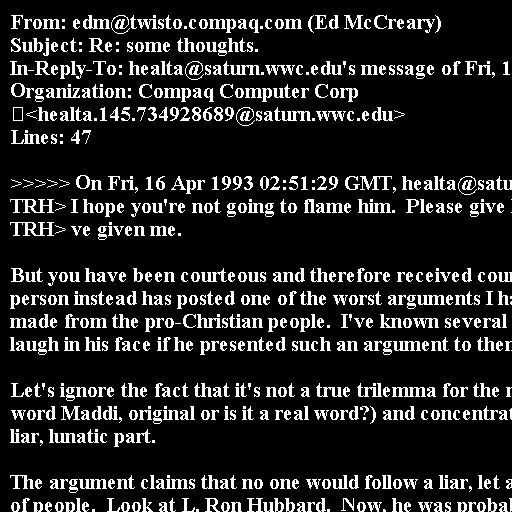 From: edm@twisto.compaq.com (Ed McCreary)
Subject: Re: some thoughts.
In-Reply-To: healta@saturn.wwc.edu's message of Fri, 1
Organization: Compaq Computer Corp
<healta.145.734928689@saturn.wwc.edu>
Lines: 47

>>>>> On Fri, 16 Apr 1993 02:51:29 GMT, healta@satu
TRH> I hope you're not going to flame him.  Please give
TRH> ve given me.

But you have been courteous and therefore received cour
person instead has posted one of the worst arguments I ha
made from the pro-Christian people.  I've known several
laugh in his face if he presented such an argument to then

Let's ignore the fact that it's not a true trilemma for the
word Maddi, original or is it a real word?) and concentrat
liar, lunatic part.

The argument claims that no one would follow a liar, let a
of people.  Look at L. Ron Hubbard.  Now, he was probal